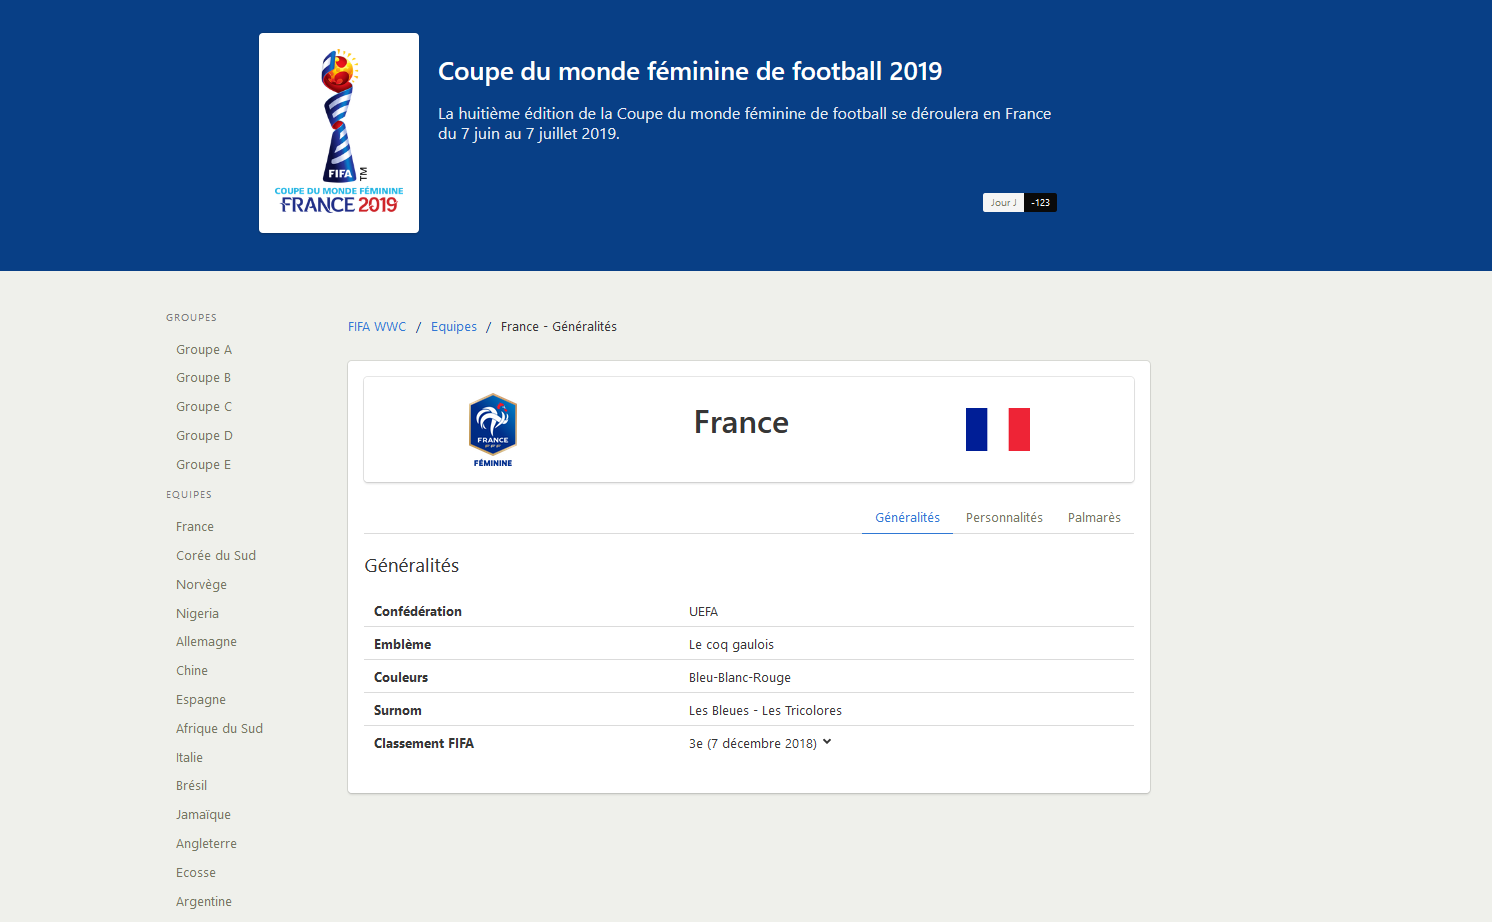 FIFA
TM
COUPE DU MONDE FÉMININE
FRANCE 2019
Coupe du monde féminine de football 2019
La huitième édition de la Coupe du monde féminine de football se déroulera en France
du 7 juin au 7 juillet 2019.
Jour J -123
GROUPES
Groupe A
Groupe B
Groupe C
Groupe D
Groupe E
EQUIPES
France
Corée du Sud
Norvège
Nigeria
Allemagne
Chine
Espagne
Afrique du Sud
Italie
Brésil
Jamaïque
Angleterre
Ecosse
Argentine
FIFA WWC / Equipes / France - Généralités
FRANCE
FÉMININE
France
Généralités Personnalités Palmarès
Généralités
Confédération UEFA
Emblème Le coq gaulois
Couleurs Bleu-Blanc-Rouge
Surnom Les Bleues - Les Tricolores
Classement FIFA 3e (7 décembre 2018)